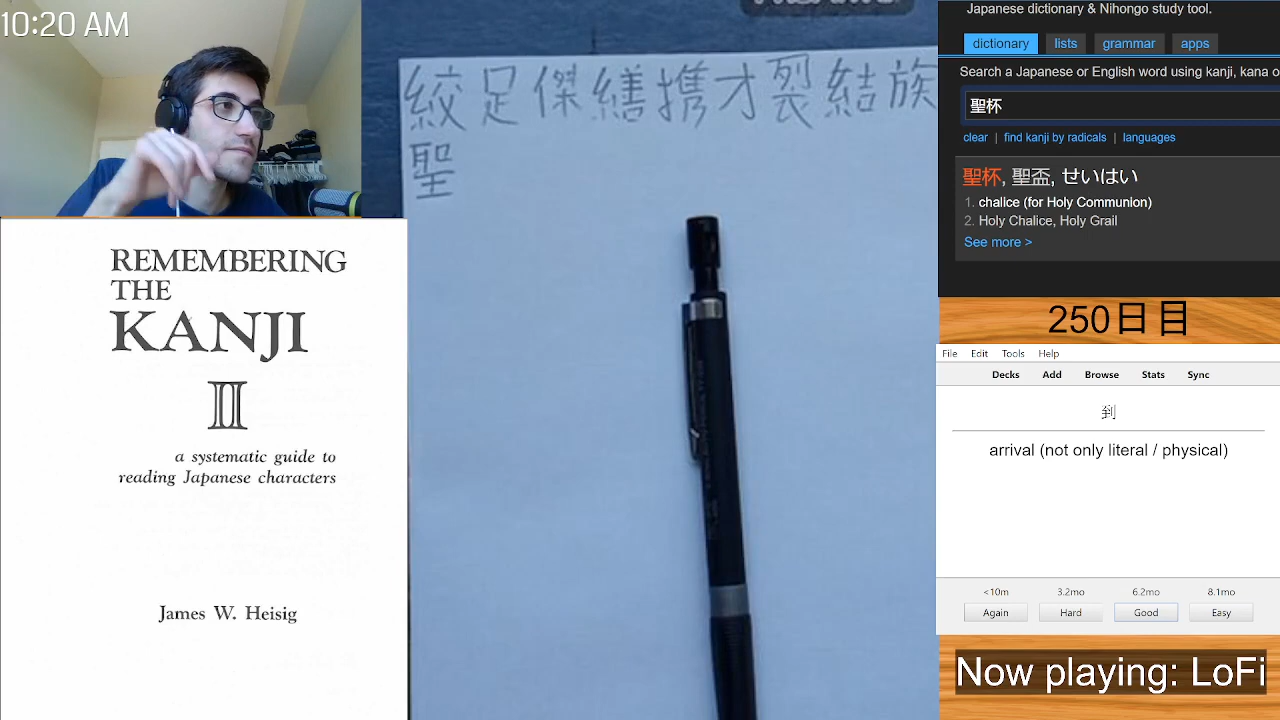 10:20 AM
REMEMBERING
THE
KANJI
II
a systematic guide to
reading Japanese characters
James W. Heisig
絞足傑繕携才裂結族
聖
Japanese dictionary & Nihongo study tool.
dictionary lists grammar apps
Search a Japanese or English word using kanji, kana o
聖杯
clear | find kanji by radicals | languages
聖杯, 聖盃, せいはい
1. chalice (for Holy Communion)
2. Holy Chalice, Holy Grail
See more >
250日目
File Edit Tools Help
Decks Add Browse Stats Sync
到
arrival (not only literal / physical)
<10m 3.2mo 6.2mo 8.1mo
Again Hard Good Easy
Now playing: LoFi